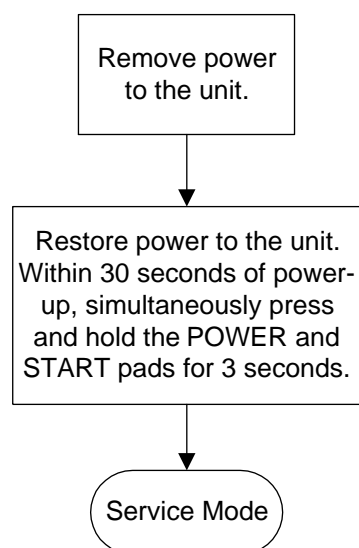 Remove power
to the unit.
Restore power to the unit.
Within 30 seconds of power-
up, simultaneously press
and hold the POWER and
START pads for 3 seconds.
Service Mode